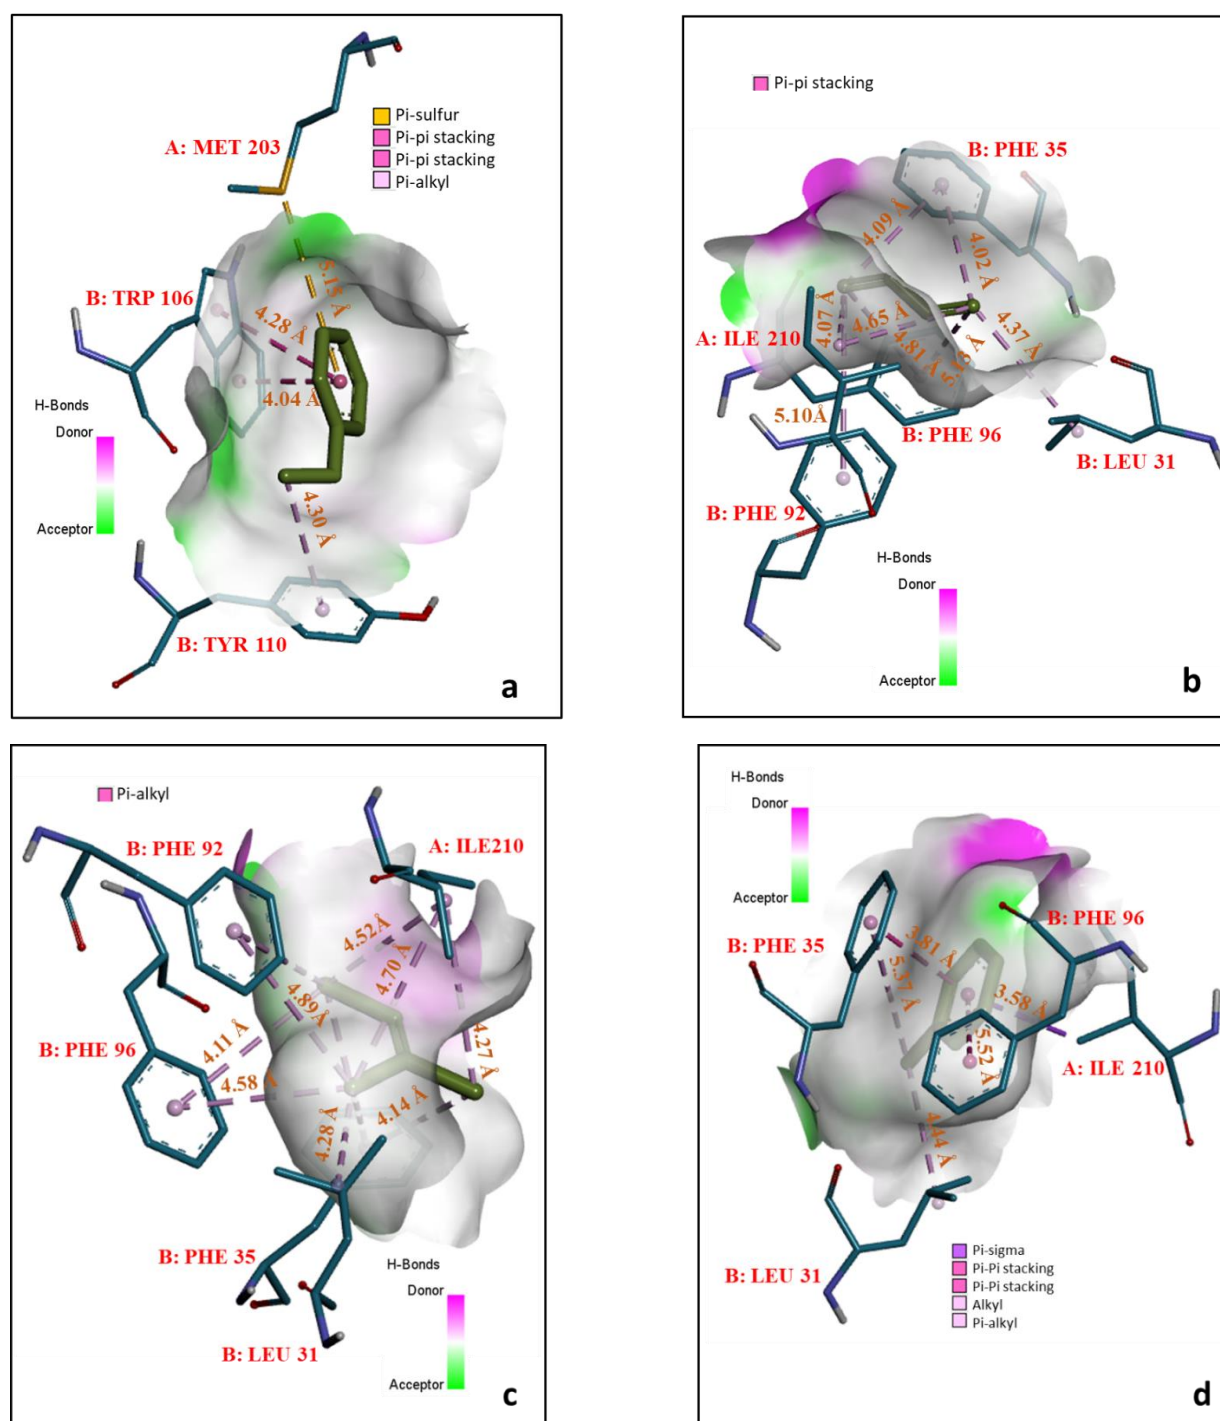 A: MET 203
Pi-sulfur
Pi-pi stacking
Pi-pi stacking
Pi-alkyl
B: TRP 106
5.15 Å
4.28 Å
4.04 Å
H-Bonds
Donor
Acceptor
4.30 Å
B: TYR 110
a
Pi-pi stacking
B: PHE 35
4.09 Å
4.02 Å
4.07 Å
4.65 Å
4.81 Å
4.37 Å
A: ILE 210
5.10Å
B: PHE 96
B: LEU 31
B: PHE 92
H-Bonds
Donor
Acceptor
b
Pi-alkyl
B: PHE 92
A: ILE210
4.52Å
4.70 Å
4.89Å
4.11 Å
4.27 Å
B: PHE 96
4.58 Å
4.14 Å
4.28 Å
B: PHE 35
H-Bonds
Donor
B: LEU 31
Acceptor
c
H-Bonds
Donor
Acceptor
B: PHE 96
B: PHE 35
3.81 Å
5.37 Å
3.58 Å
5.52 Å
A: ILE 210
4.44 Å
B: LEU 31
Pi-sigma
Pi-Pi stacking
Pi-Pi stacking
Alkyl
Pi-alkyl
d